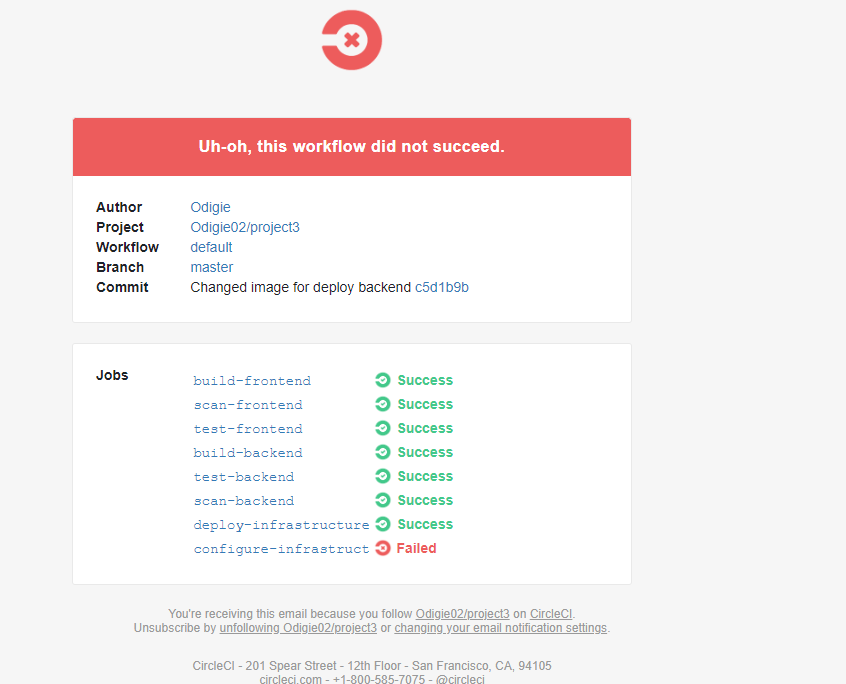 Uh-oh, this workflow did not succeed.
Author Odigie
Project Odigie02/project3
Workflow default
Branch master
Commit Changed image for deploy backend c5d1b9b
Jobs
build-frontend Success
scan-frontend Success
test-frontend Success
build-backend Success
test-backend Success
scan-backend Success
deploy-infrastructure Success
configure-infrastruct Failed
You're receiving this email because you follow Odigie02/project3 on CircleCI.
Unsubscribe by unfollowing Odigie02/project3 or changing your email notification settings.
CircleCI - 201 Spear Street - 12th Floor - San Francisco, CA, 94105
circleci.com - +1-800-585-7075 - @circleci